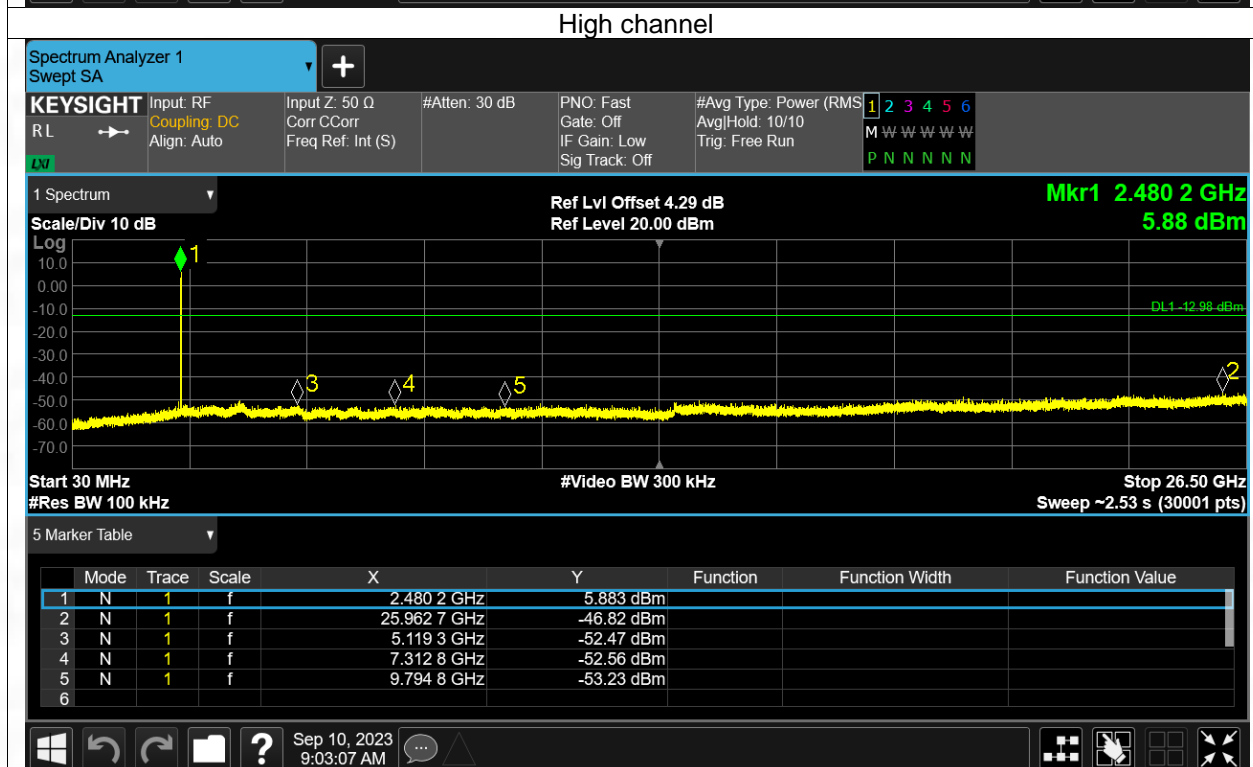 High channel
Spectrum Analyzer 1
Swept SA
+
KEYSIGHT Input: RF Input Z: 50 Ω #Atten: 30 dB PNO: Fast #Avg Type: Power (RMS 1 2 3 4 5 6
RL Coupling: DC Corr CCorr Gate: Off Avg|Hold: 10/10 M W W W W W
Align: Auto Freq Ref: Int (S) IF Gain: Low Trig: Free Run
LXI Sig Track: Off P N N N N N
1 Spectrum Ref Lvl Offset 4.29 dB Mkr1 2.480 2 GHz
Scale/Div 10 dB Ref Level 20.00 dBm 5.88 dBm
Log
1
10.0
0.00
-10.0 DL1 -12.98 dBm
-20.0
-30.0
-40.0 3 4 5 2
-50.0
-60.0
-70.0
Start 30 MHz #Video BW 300 kHz Stop 26.50 GHz
#Res BW 100 kHz Sweep ~2.53 s (30001 pts)
5 Marker Table
Mode Trace Scale X Y Function Function Width Function Value
1 N 1 f 2.480 2 GHz 5.883 dBm
2 N 1 f 25.962 7 GHz -46.82 dBm
3 N 1 f 5.119 3 GHz -52.47 dBm
4 N 1 f 7.312 8 GHz -52.56 dBm
5 N 1 f 9.794 8 GHz -53.23 dBm
6
? Sep 10, 2023
9:03:07 AM